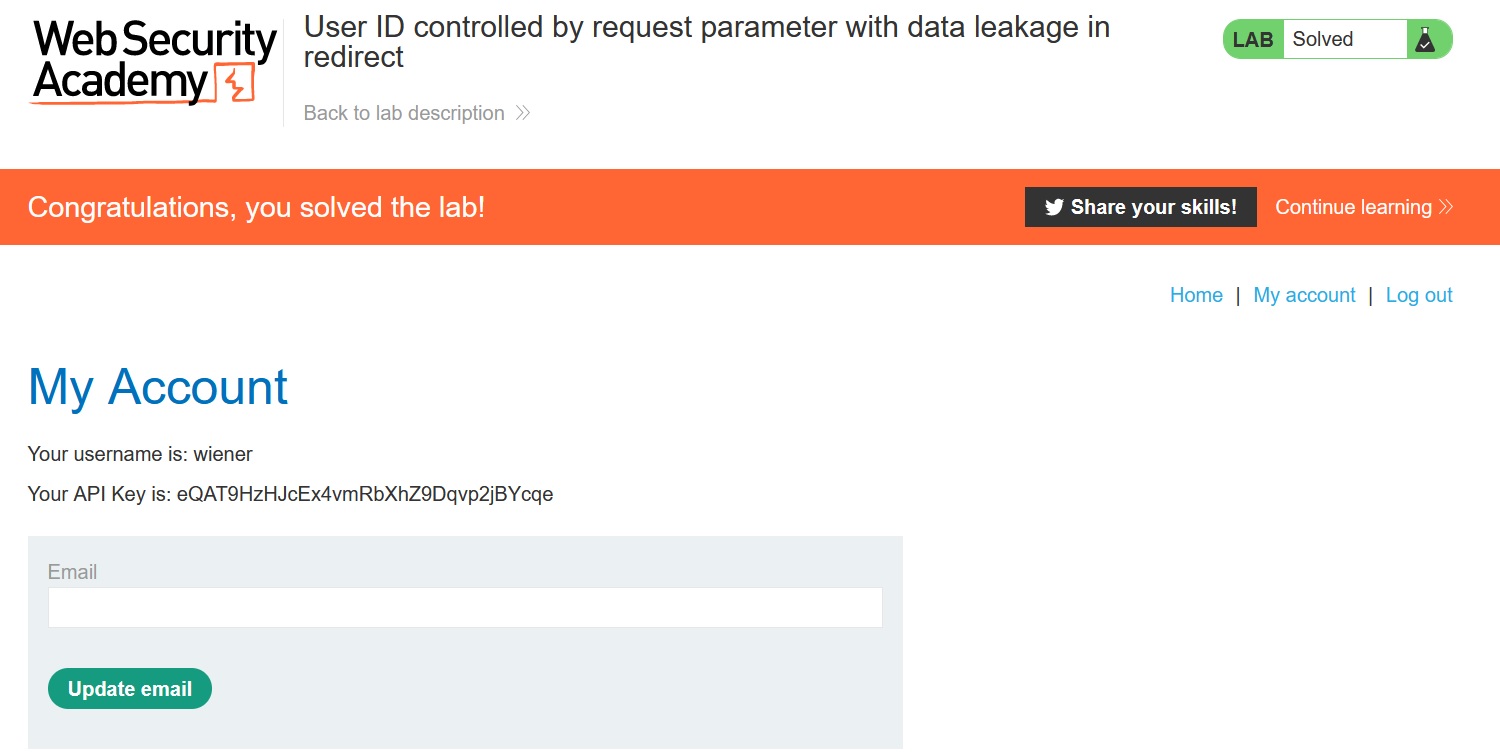 Web Security
Academy
User ID controlled by request parameter with data leakage in
redirect
Back to lab description
LAB Solved
Congratulations, you solved the lab!
Share your skills!
Continue learning
Home | My account | Log out
My Account
Your username is: wiener
Your API Key is: eQAT9HzHJcEx4vmRbXhZ9Dqvp2jBYcqe
Email
Update email